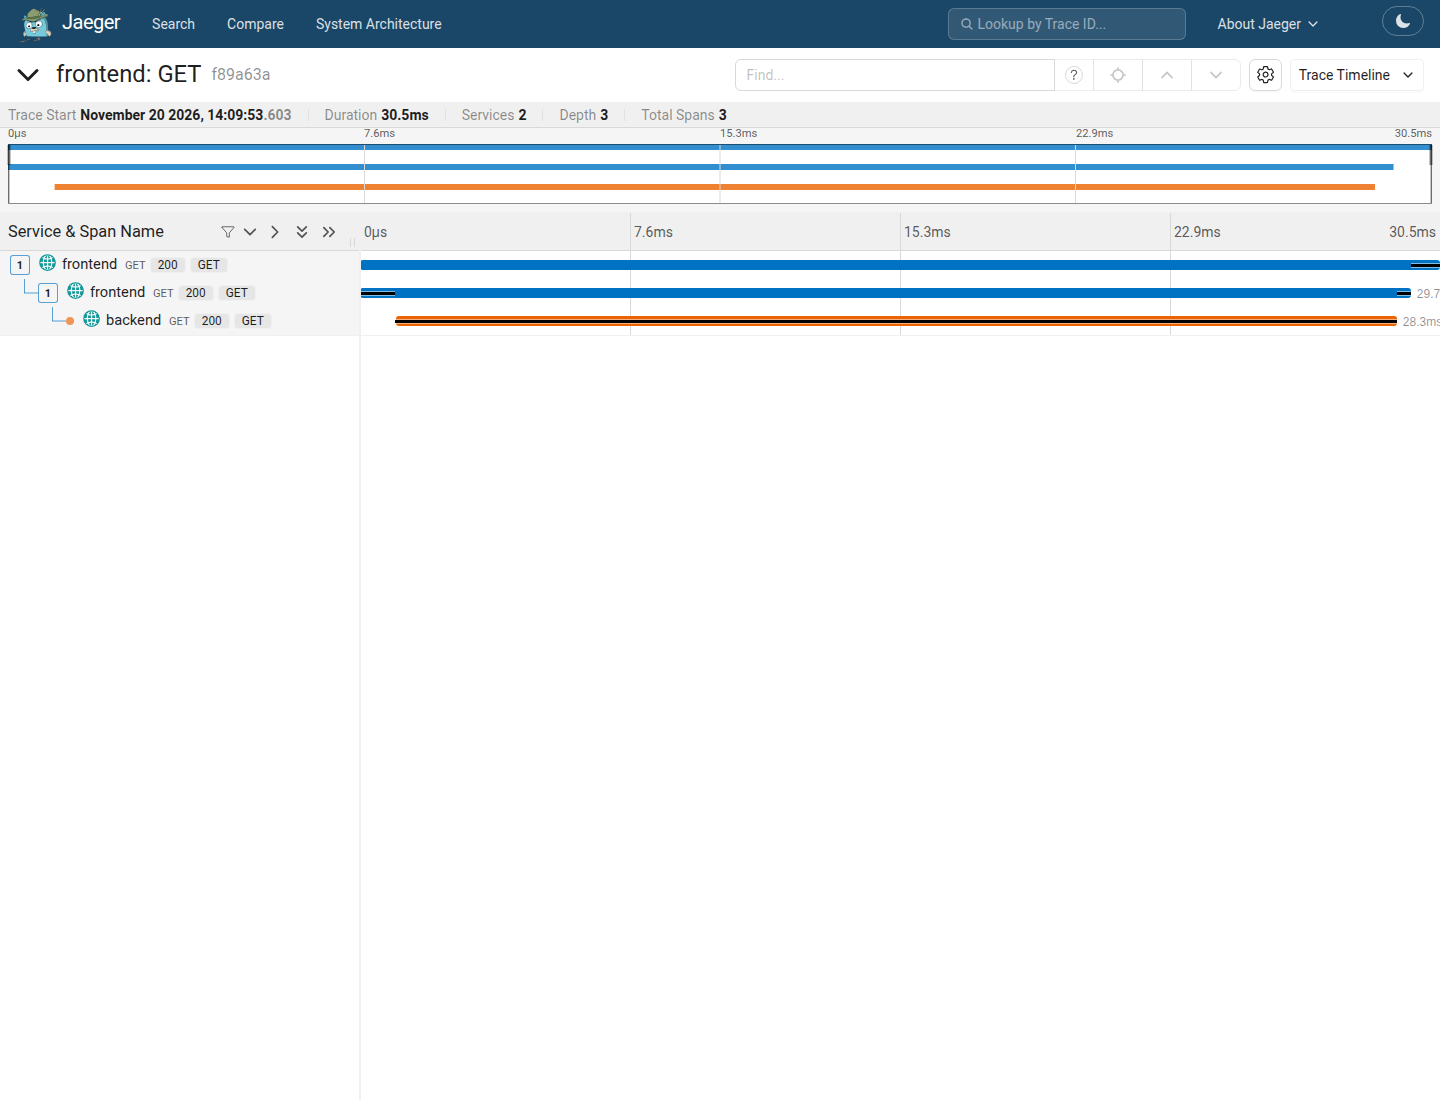 Jaeger Search Compare System Architecture Lookup by Trace ID... About Jaeger
frontend: GET f89a63a Find... ? Trace Timeline
Trace Start November 20 2026, 14:09:53.603 Duration 30.5ms Services 2 Depth 3 Total Spans 3
0μs 7.6ms 15.3ms 22.9ms 30.5ms
Service & Span Name 0μs 7.6ms 15.3ms 22.9ms 30.5ms
1 frontend GET 200 GET
1 frontend GET 200 GET 29.7
backend GET 200 GET 28.3ms